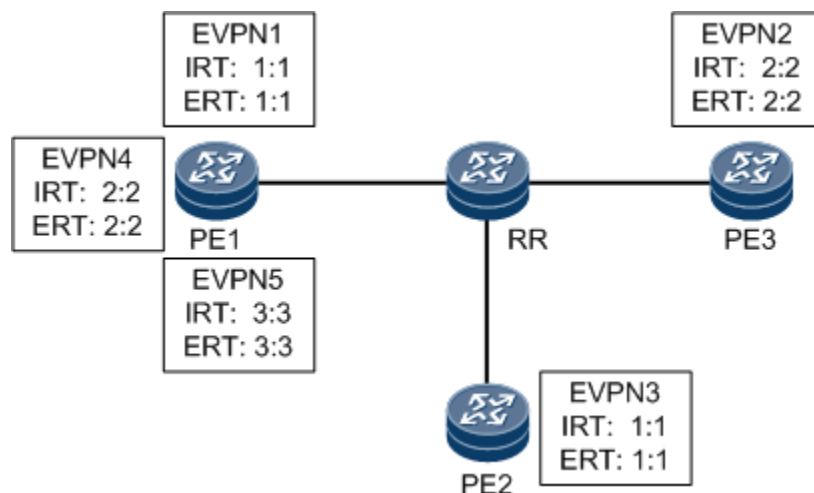 EVPN1
IRT: 1:1
ERT: 1:1
EVPN2
IRT: 2:2
ERT: 2:2
EVPN4
IRT: 2:2
ERT: 2:2
PE1
RR
PE3
EVPN5
IRT: 3:3
ERT: 3:3
EVPN3
IRT: 1:1
ERT: 1:1
PE2